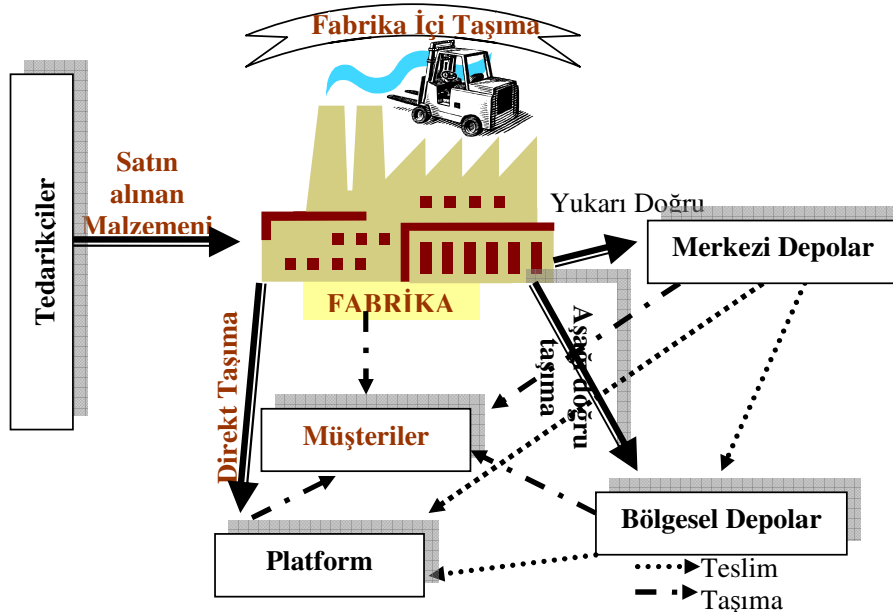 Fabrika İçi Taşıma
Satın
alınan
Malzemeni
Tedarikçiler
Yukarı Doğru
Merkezi Depolar
FABRİKA
Direkt Taşıma
Aşağı doğru
taşıma
Müşteriler
Platform
Bölgesel Depolar
Teslim
Taşıma